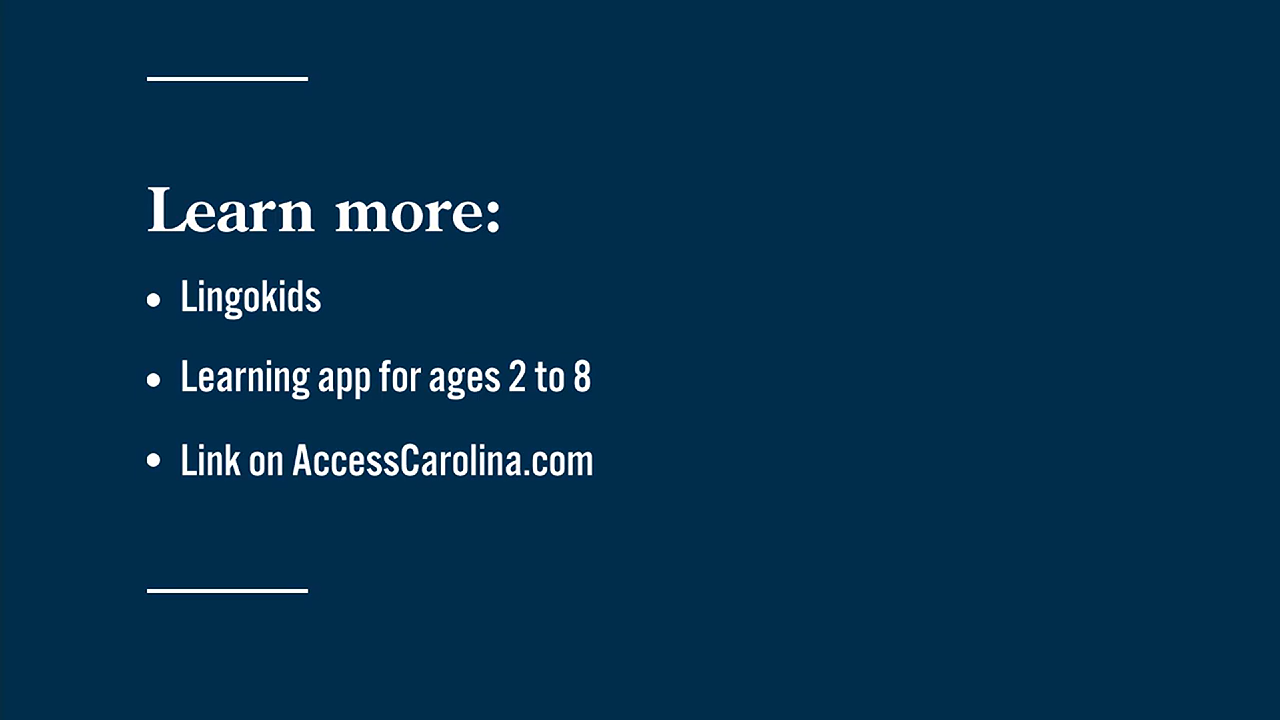 Learn more:
• Lingokids
• Learning app for ages 2 to 8
• Link on AccessCarolina.com